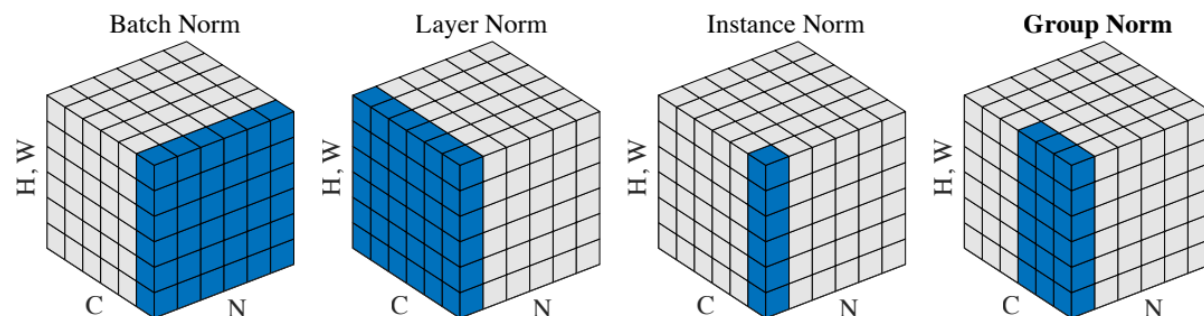 Batch Norm
Layer Norm
Instance Norm
Group Norm
H, W
C
N
H, W
C
N
H, W
C
N
H, W
C
N